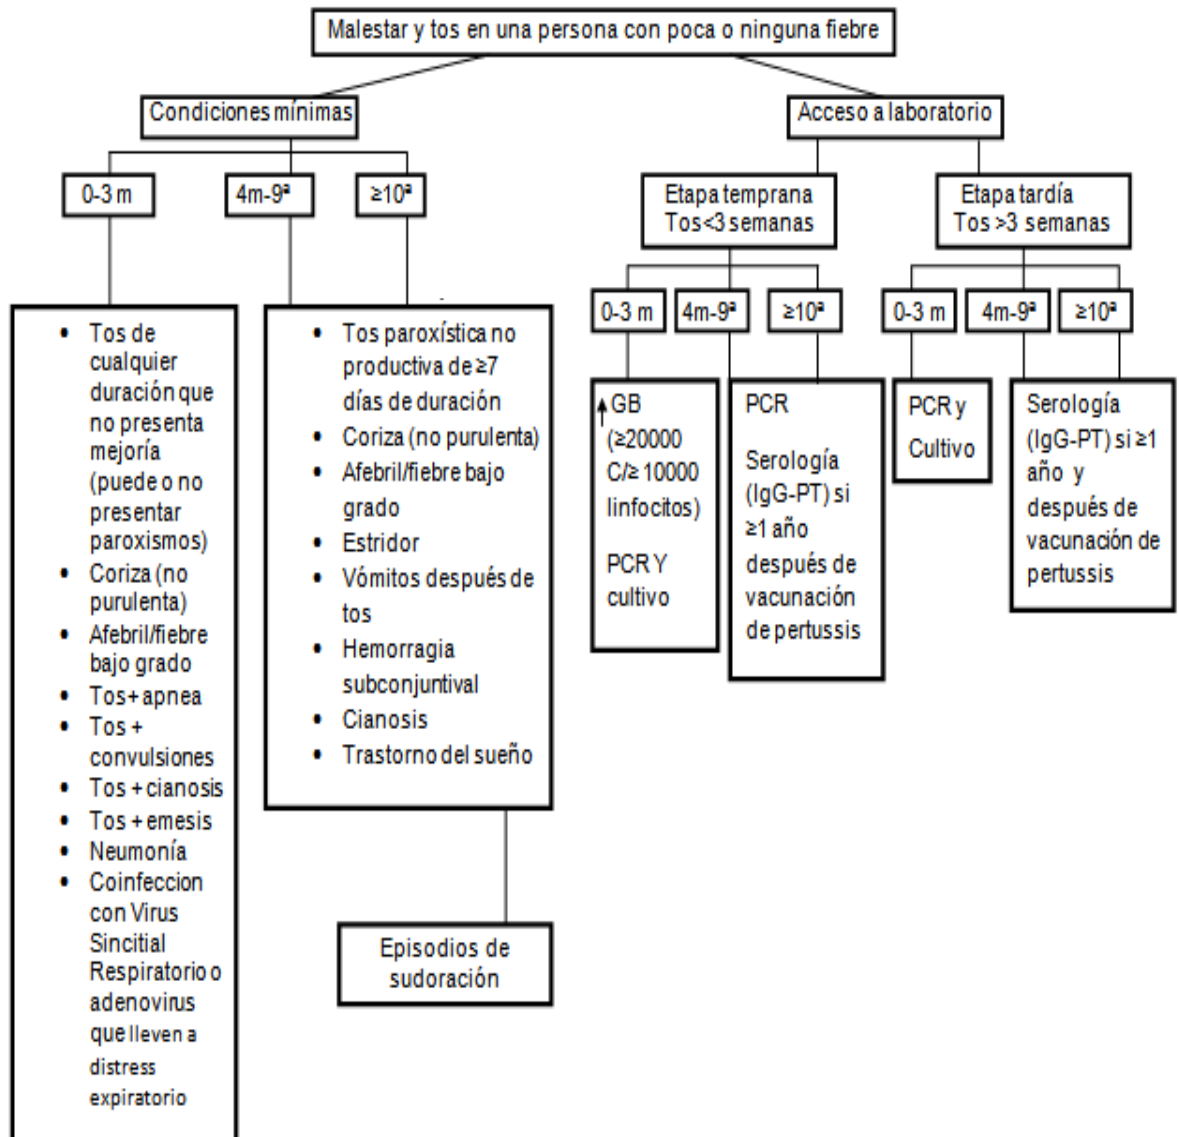 Malestar y tos en una persona con poca o ninguna fiebre
Condiciones mínimas
Acceso a laboratorio
0-3 m
4m-9ª
≥10ª
Etapa temprana
Tos<3 semanas
Etapa tardía
Tos >3 semanas
0-3 m
4m-9ª
≥10ª
0-3 m
4m-9ª
≥10ª
• Tos de
cualquier
duración que
no presenta
mejoría
(puede o no
presentar
paroxismos)
• Coriza (no
purulenta)
• Afebril/fiebre
bajo grado
• Tos+ apnea
• Tos +
convulsiones
• Tos + cianosis
• Tos + emesis
• Neumonía
• Coinfeccion
con Virus
Sincitial
Respiratorio o
adenovirus
que lleven a
distress
expiratorio
• Tos paroxística no
productiva de ≥7
días de duración
• Coriza (no purulenta)
• Afebril/fiebre bajo
grado
• Estridor
• Vómitos después de
tos
• Hemorragia
subconjuntival
• Cianosis
• Trastorno del sueño
Episodios de
sudoración
↑ GB
(≥20000
C/≥ 10000
linfocitos)
PCR Y
cultivo
PCR
Serología
(IgG-PT) si
≥1 año
después de
vacunación
de pertussis
PCR y
Cultivo
Serología
(IgG-PT) si ≥1
año y
después de
vacunación de
pertussis